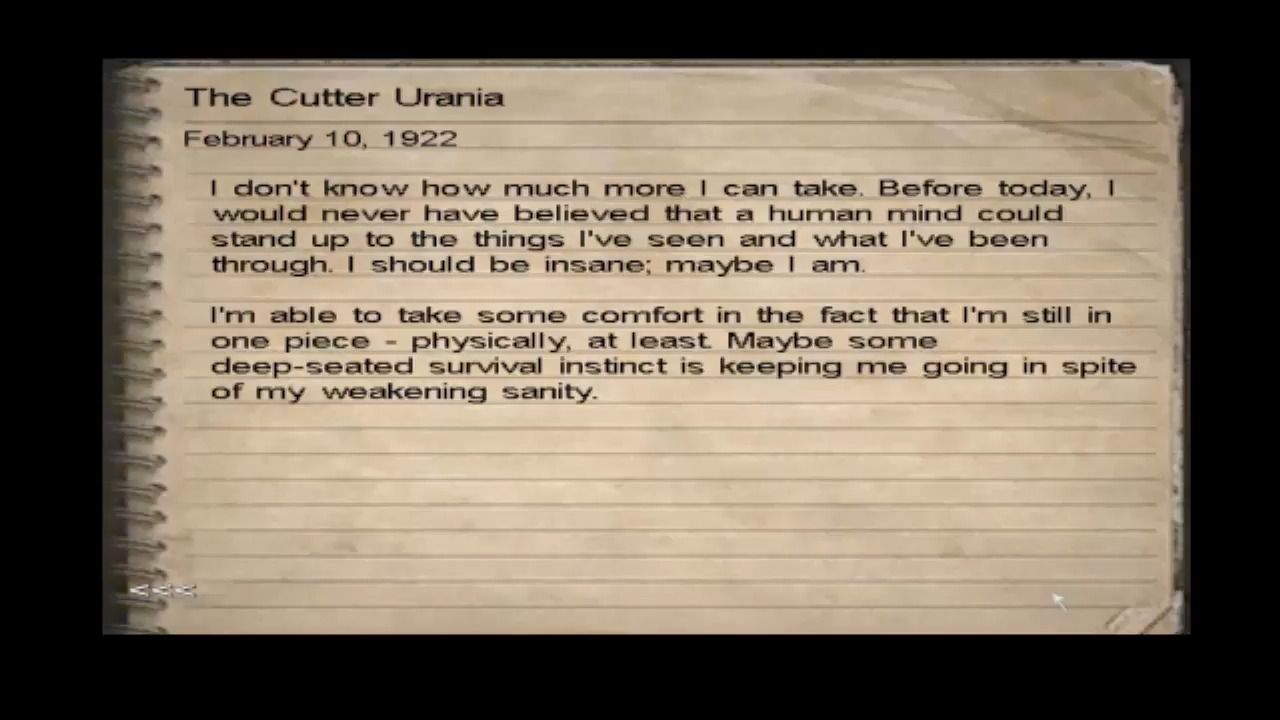 The Cutter Urania
February 10, 1922
I don't know how much more I can take. Before today, I
would never have believed that a human mind could
stand up to the things I've seen and what I've been
through. I should be insane; maybe I am.
I'm able to take some comfort in the fact that I'm still in
one piece - physically, at least. Maybe some
deep-seated survival instinct is keeping me going in spite
of my weakening sanity.
<<<